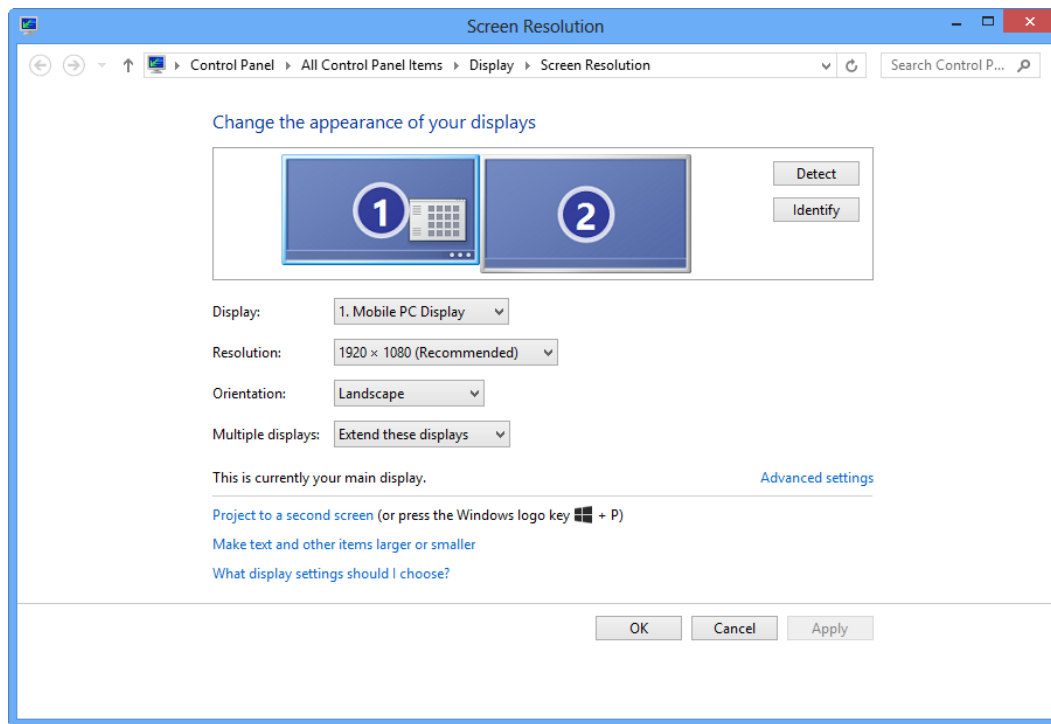 Screen Resolution
Control Panel All Control Panel Items Display Screen Resolution Search Control P...
Change the appearance of your displays
1 2 Detect
Identify
Display: 1. Mobile PC Display
Resolution: 1920 × 1080 (Recommended)
Orientation: Landscape
Multiple displays: Extend these displays
This is currently your main display. Advanced settings
Project to a second screen (or press the Windows logo key + P)
Make text and other items larger or smaller
What display settings should I choose?
OK Cancel Apply